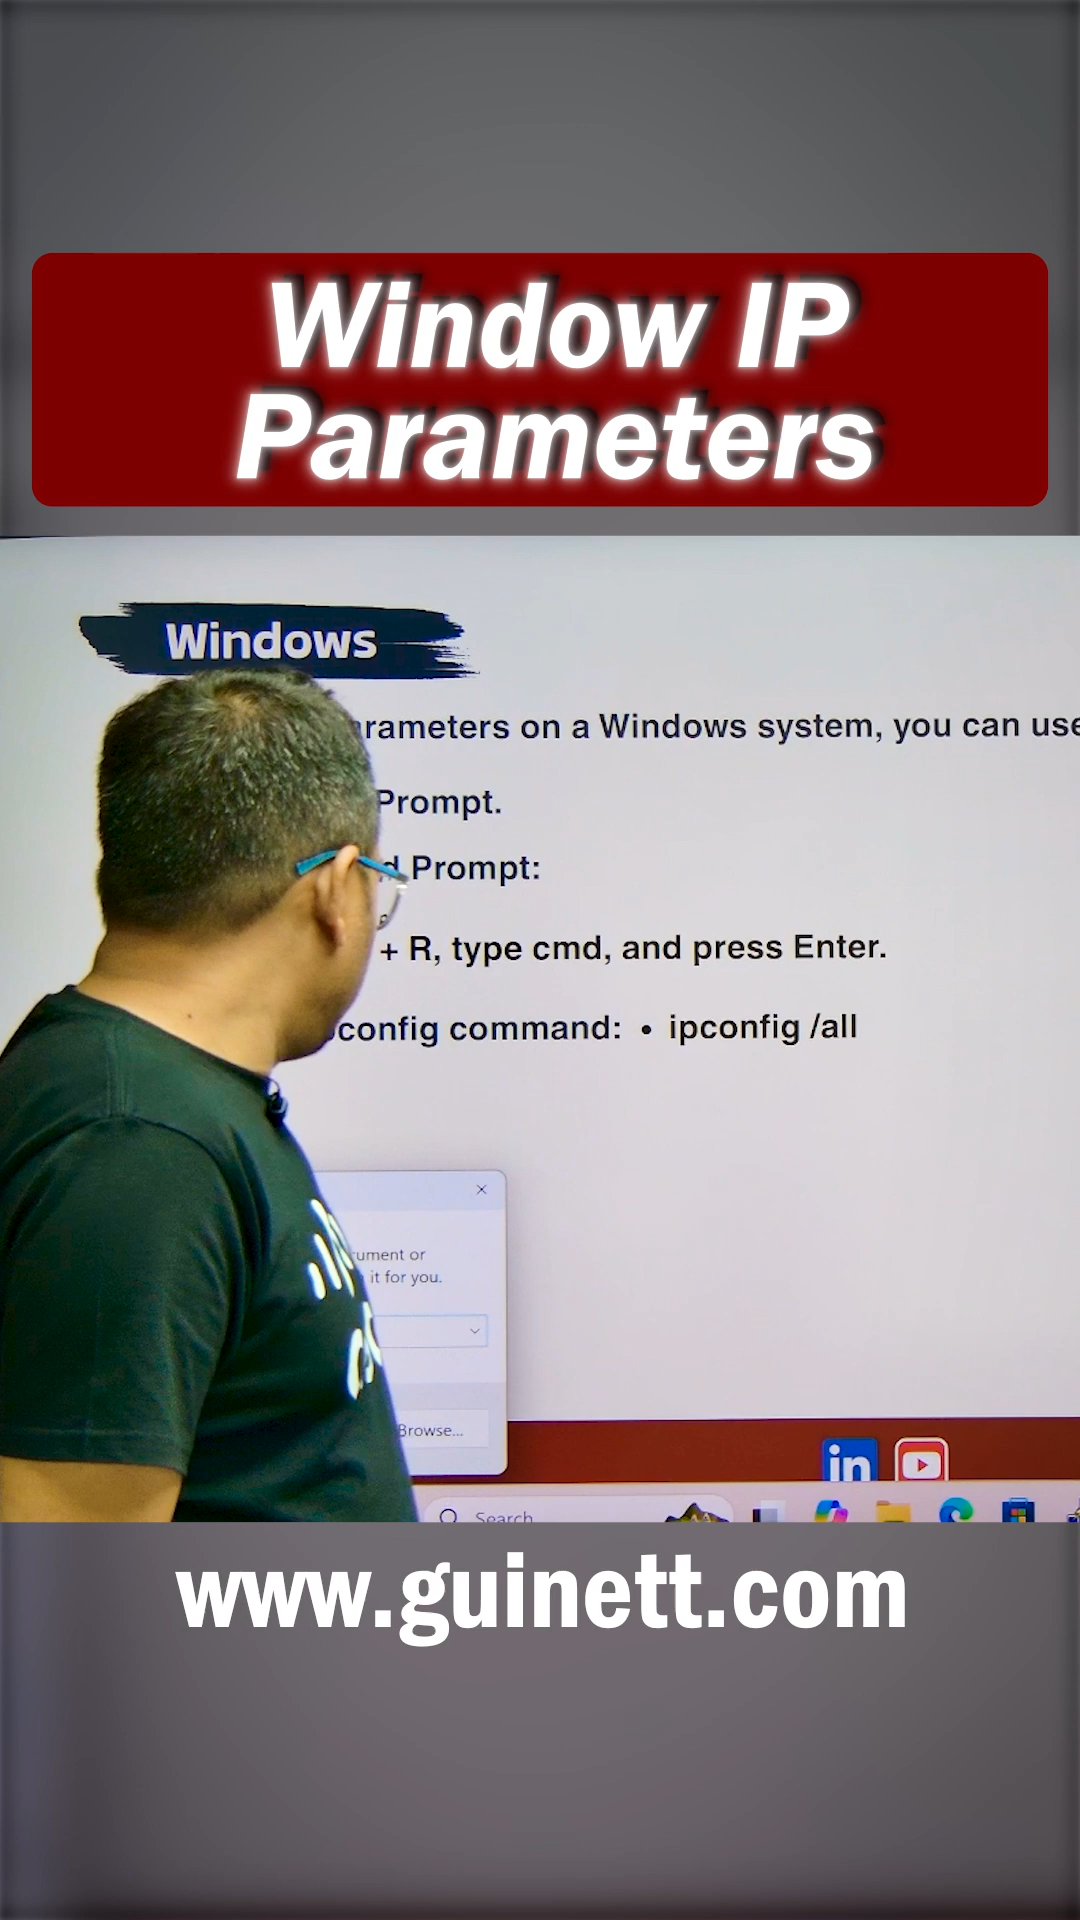 Window IP
Parameters
Windows
rameters on a Windows system, you can use
Prompt.
Prompt:
+ R, type cmd, and press Enter.
config command: • ipconfig /all
ument or
it for you.
Browse...
in
Search
www.guinett.com